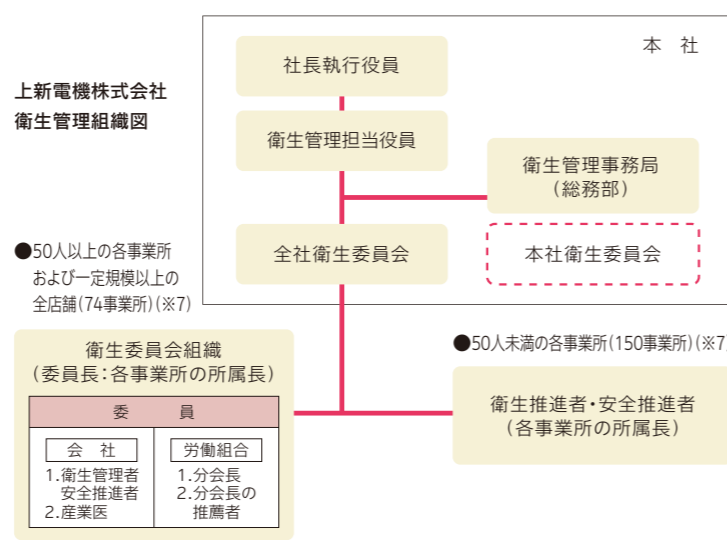 本 社
上新電機株式会社
衛生管理組織図
社長執行役員
衛生管理担当役員
衛生管理事務局
(総務部)
全社衛生委員会
本社衛生委員会
●50人以上の各事業所
および一定規模以上の
全店舗(74事業所)(※7)
衛生委員会組織
(委員長:各事業所の所属長)
委 員
会 社
1.衛生管理者
安全推進者
2.産業医
労働組合
1.分会長
2.分会長の
推薦者
●50人未満の各事業所(150事業所)(※7)
衛生推進者・安全推進者
(各事業所の所属長)